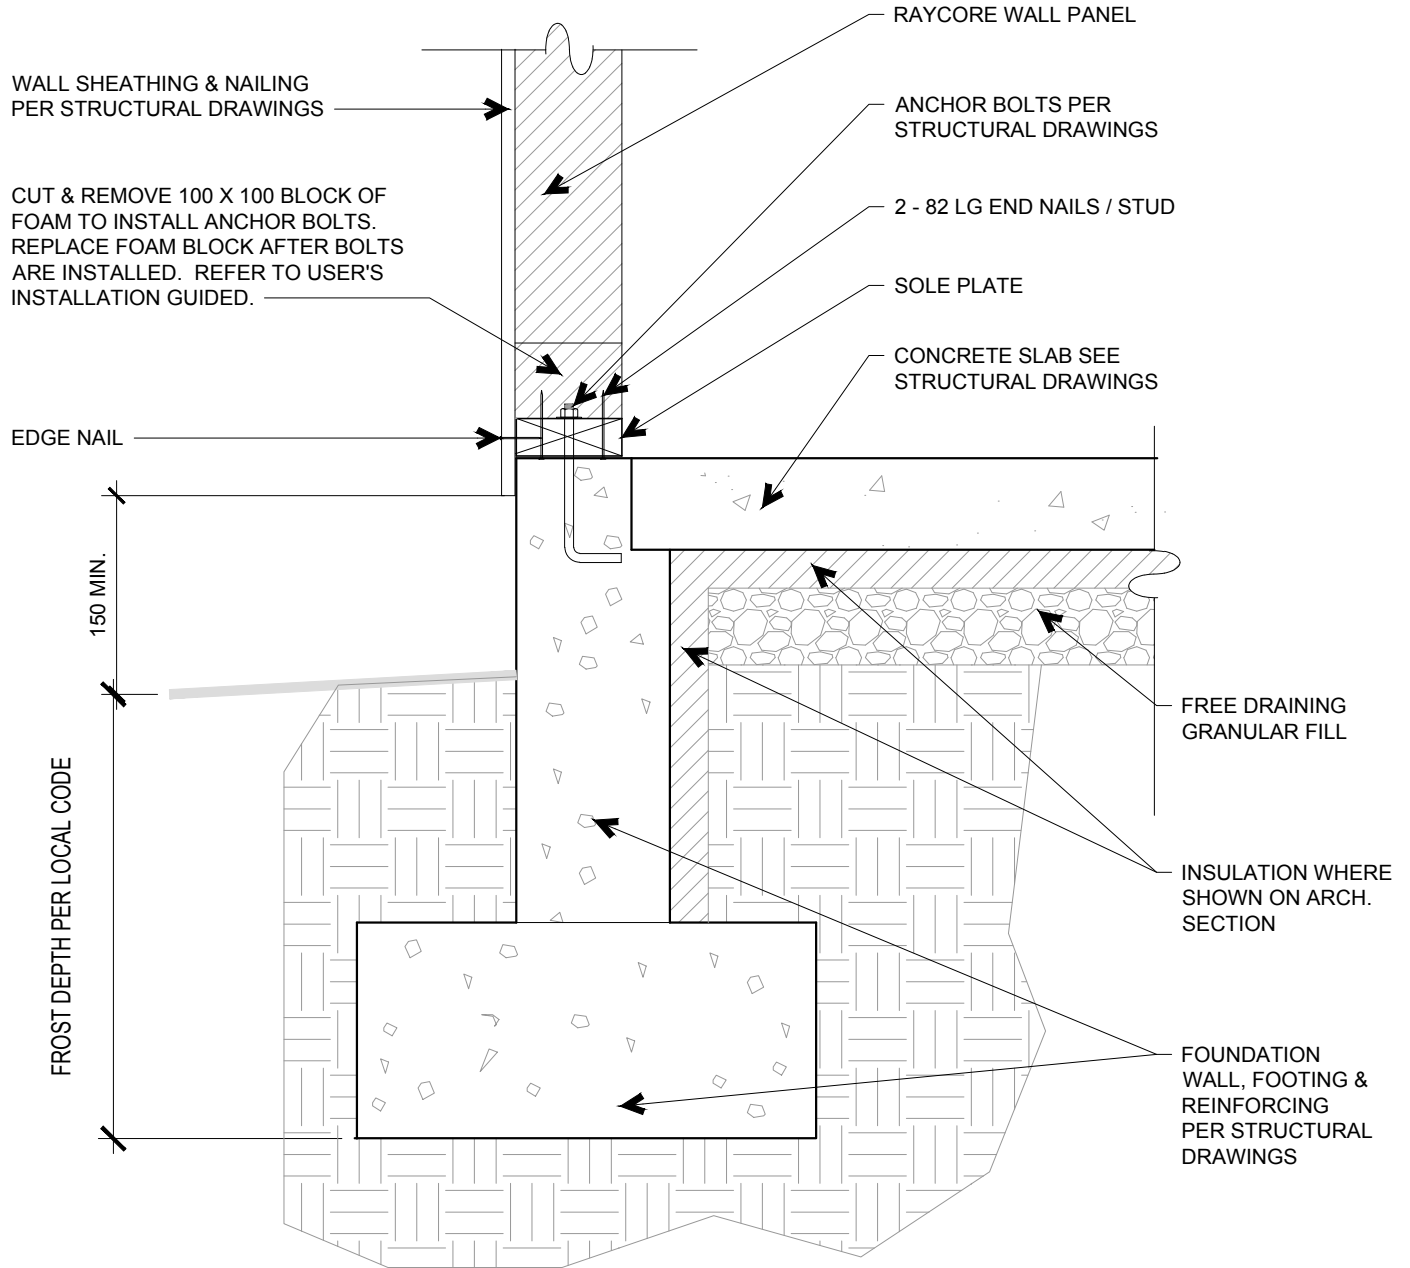 RAYCORE WALL PANEL
WALL SHEATHING & NAILING
PER STRUCTURAL DRAWINGS
ANCHOR BOLTS PER
STRUCTURAL DRAWINGS
CUT & REMOVE 100 X 100 BLOCK OF
FOAM TO INSTALL ANCHOR BOLTS.
REPLACE FOAM BLOCK AFTER BOLTS
ARE INSTALLED.  REFER TO USER'S
INSTALLATION GUIDED.
2 - 82 LG END NAILS / STUD
SOLE PLATE
CONCRETE SLAB SEE
STRUCTURAL DRAWINGS
EDGE NAIL
150 MIN.
FREE DRAINING
GRANULAR FILL
FROST DEPTH PER LOCAL CODE
INSULATION WHERE
SHOWN ON ARCH.
SECTION
FOUNDATION
WALL, FOOTING &
REINFORCING
PER STRUCTURAL
DRAWINGS